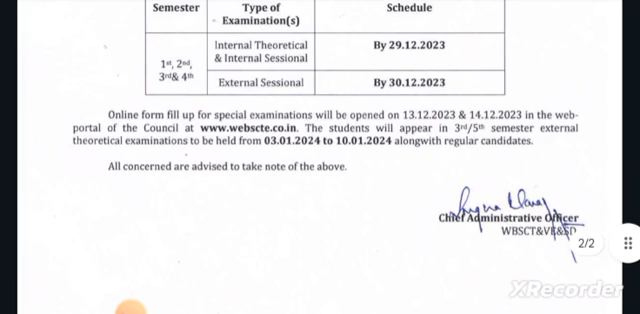 Semester Type of Examination(s) Schedule
1st, 2nd, 3rd& 4th
Internal Theoretical & Internal Sessional By 29.12.2023
External Sessional By 30.12.2023
Online form fill up for special examinations will be opened on 13.12.2023 & 14.12.2023 in the web-
portal of the Council at www.webscte.co.in. The students will appear in 3rd/5th semester external
theoretical examinations to be held from 03.01.2024 to 10.01.2024 alongwith regular candidates.
All concerned are advised to take note of the above.
Chief Administrative Officer
WBSCT&VE&SD
2/2
XRecorder